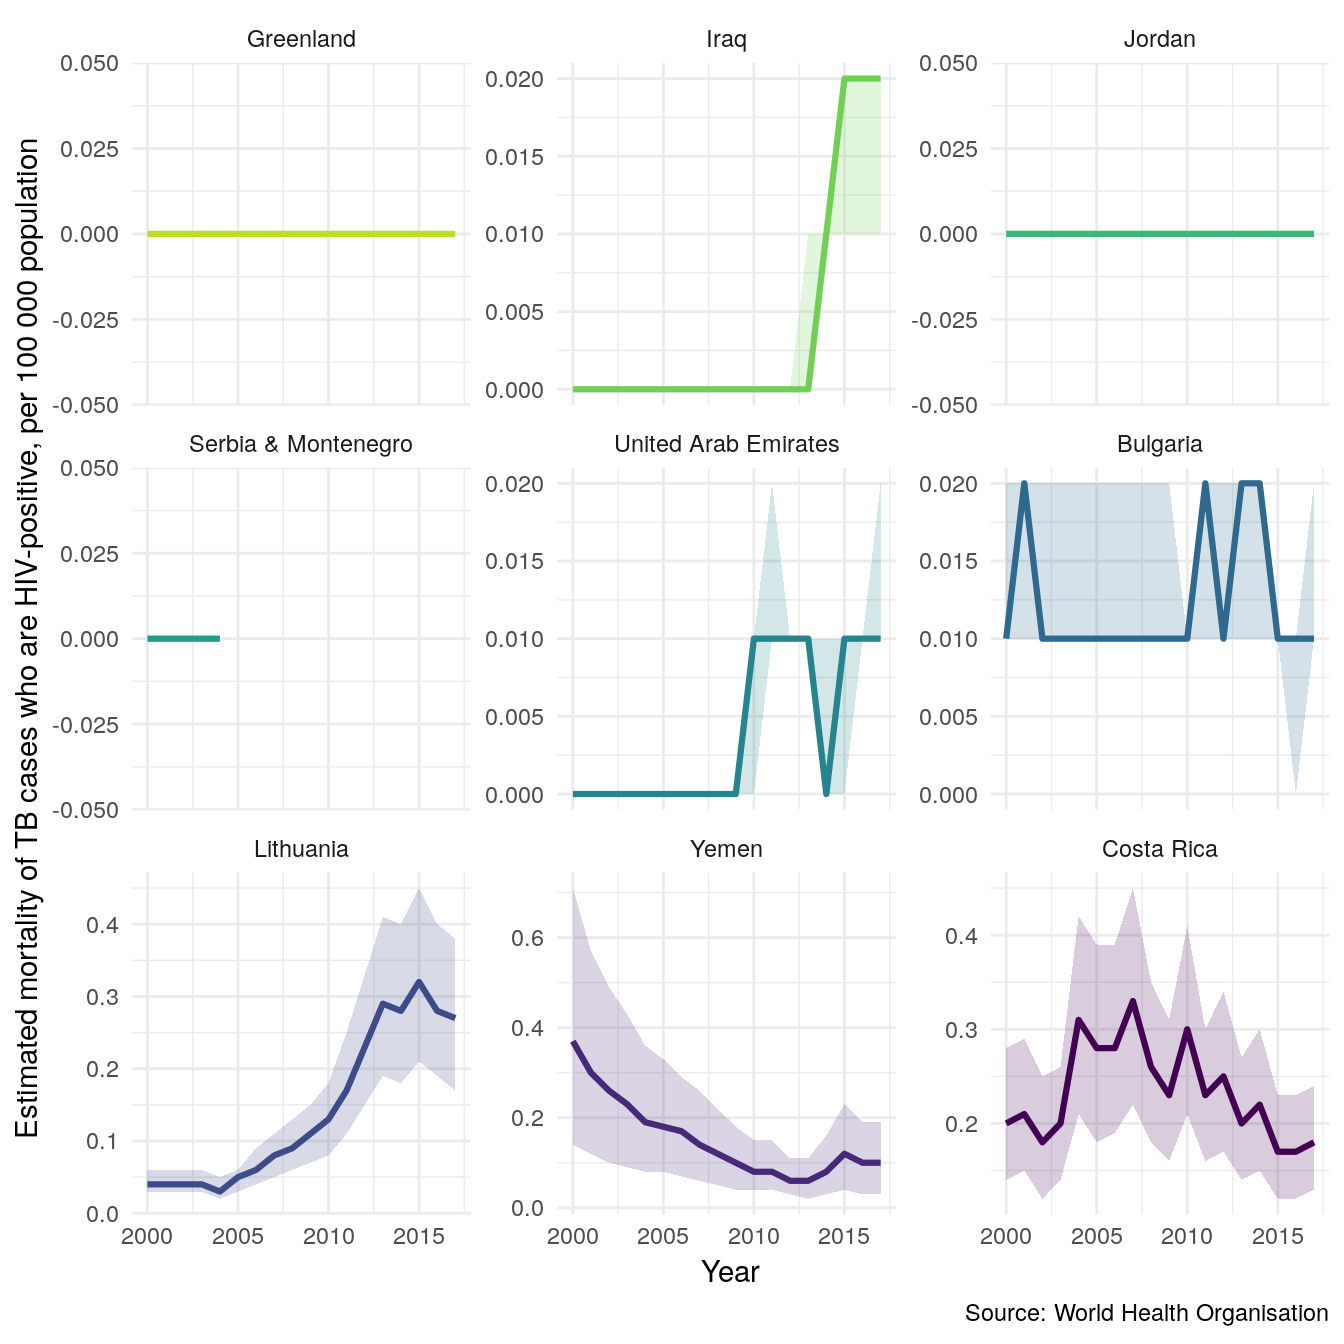 Estimated mortality of TB cases who are HIV-positive, per 100 000 population
Greenland
0.050
0.025
0.000
-0.025
-0.050
Iraq
0.020
0.015
0.010
0.005
0.000
Jordan
0.050
0.025
0.000
-0.025
-0.050
Serbia & Montenegro
0.050
0.025
0.000
-0.025
-0.050
United Arab Emirates
0.020
0.015
0.010
0.005
0.000
Bulgaria
0.020
0.015
0.010
0.005
0.000
Lithuania
0.4
0.3
0.2
0.1
0.0
2000 2005 2010 2015
Yemen
0.6
0.4
0.2
0.0
2000 2005 2010 2015
Costa Rica
0.4
0.3
0.2
2000 2005 2010 2015
Year
Source: World Health Organisation